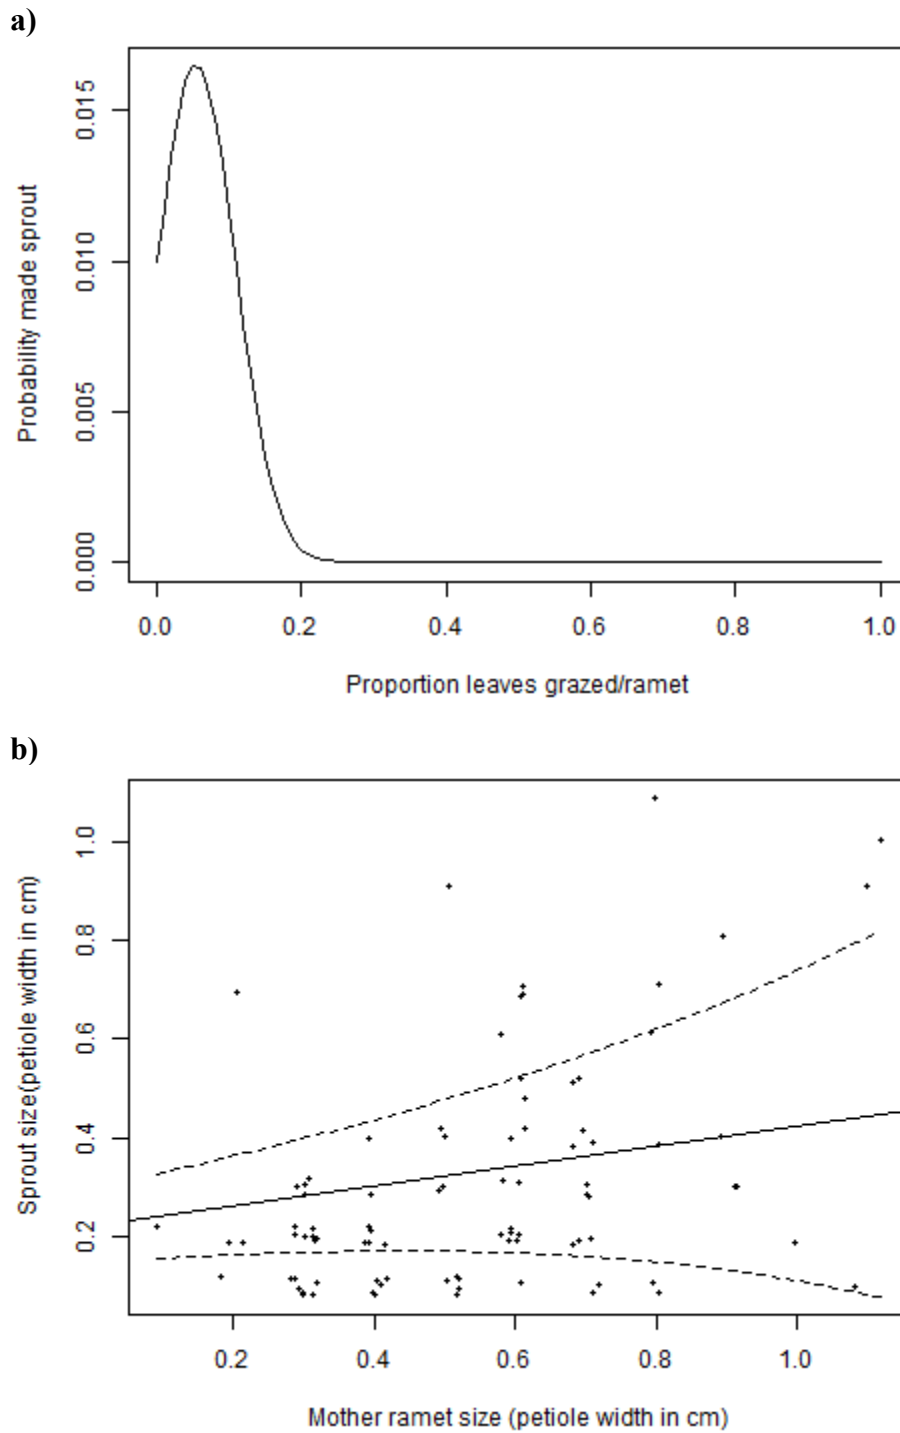 a)
Probability made sprout
0.015
0.010
0.005
0.000
0.0 0.2 0.4 0.6 0.8 1.0
Proportion leaves grazed/ramet
b)
Sprout size(petiole width in cm)
1.0
0.8
0.6
0.4
0.2
0.2 0.4 0.6 0.8 1.0
Mother ramet size (petiole width in cm)